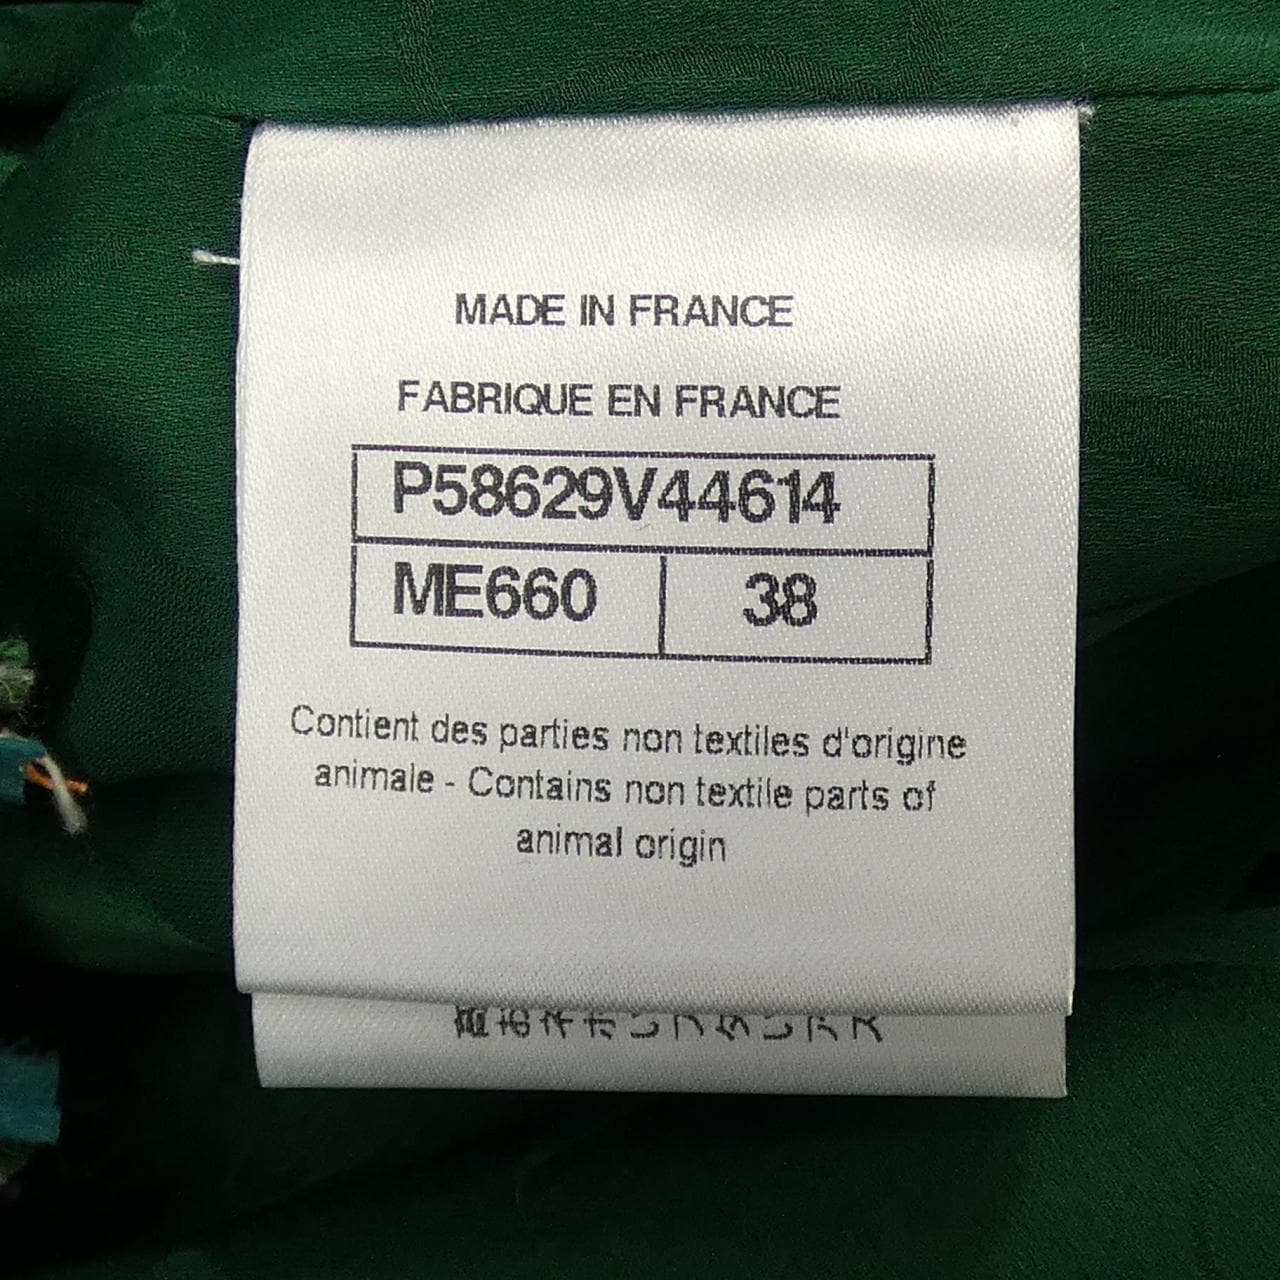 MADE IN FRANCE
FABRIQUE EN FRANCE
P58629V44614
ME660 38
Contient des parties non textiles d'origine
animale - Contains non textile parts of
animal origin